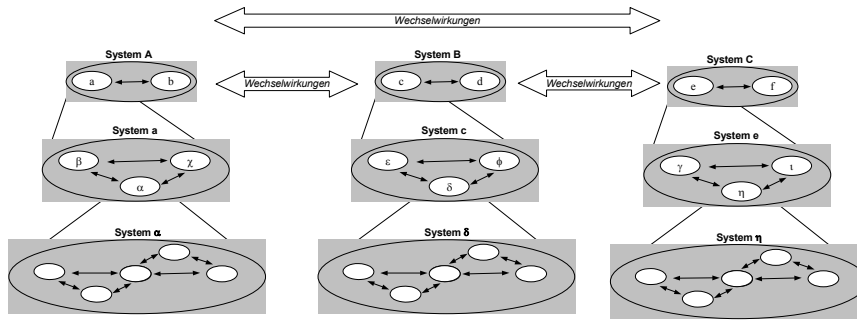 Wechselwirkungen
System A
System B
System C
a
b
Wechselwirkungen
c
d
Wechselwirkungen
e
f
System a
System c
System e
β
χ
α
ε
ϕ
δ
γ
ι
η
System α
System δ
System η